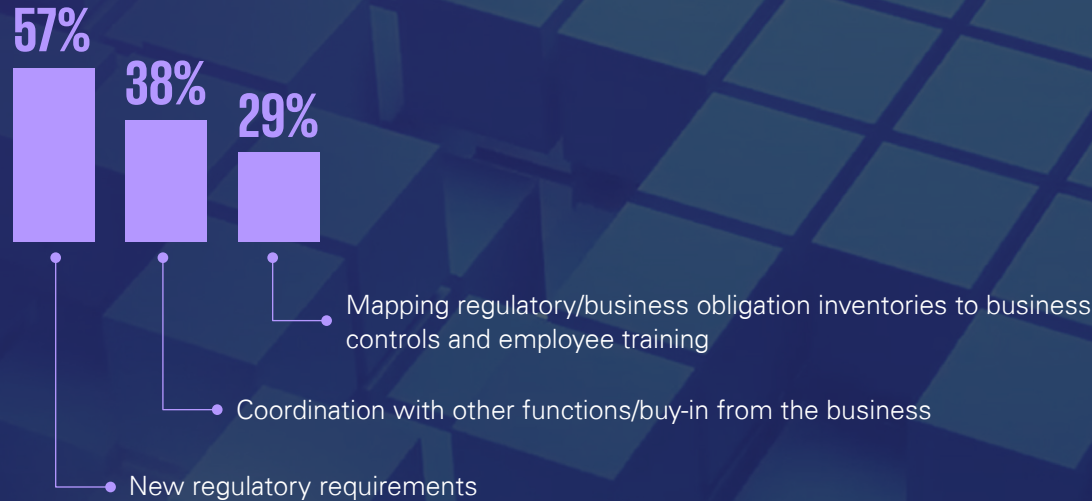 57%
38%
29%
Mapping regulatory/business obligation inventories to business
controls and employee training
Coordination with other functions/buy-in from the business
New regulatory requirements